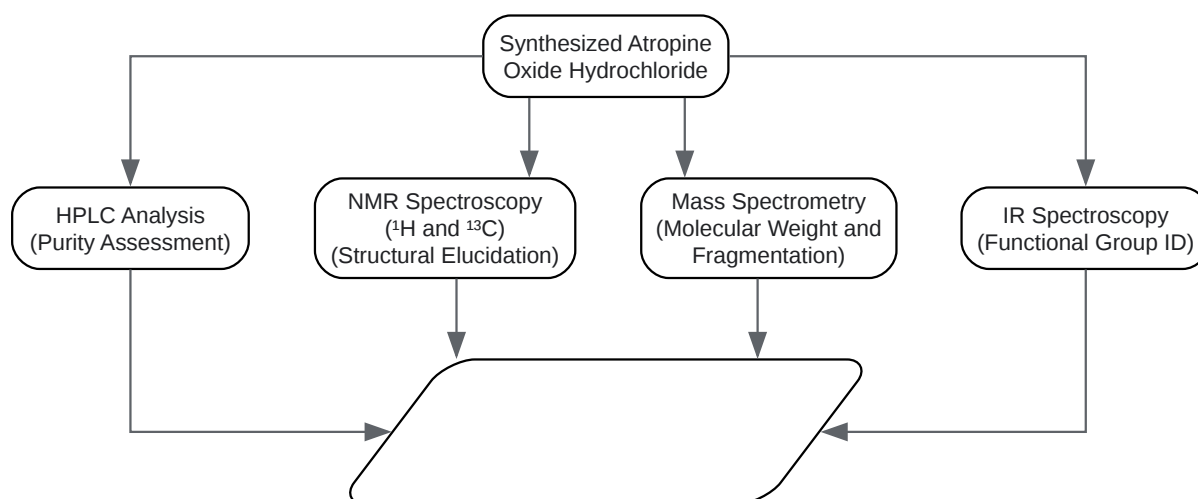 Synthesized Atropine
Oxide Hydrochloride
HPLC Analysis
(Purity Assessment)
NMR Spectroscopy
(¹H and ¹³C)
(Structural Elucidation)
Mass Spectrometry
(Molecular Weight and
Fragmentation)
IR Spectroscopy
(Functional Group ID)